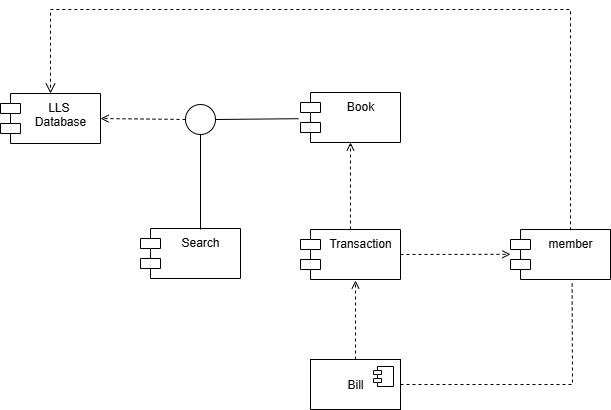 LLS
Database
Book
Search
Transaction
member
Bill